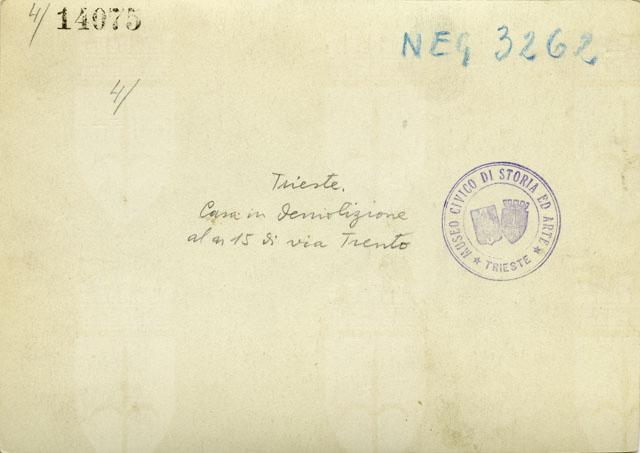 4/ 14075
NEG 3262
4/
Trieste.
Casa in demolizione
al n 15 di via Trento
MUSEO CIVICO DI STORIA ED ARTE
★ TRIESTE ★